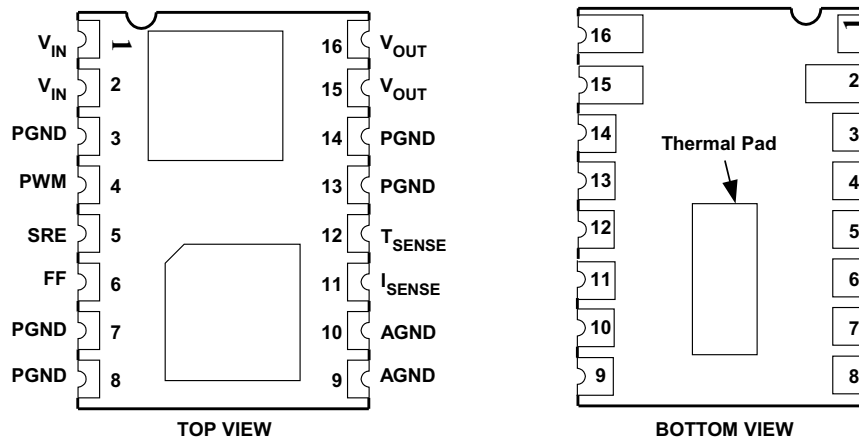 V_IN 1 16 V_OUT
V_IN 2 15 V_OUT
PGND 3 14 PGND
PWM 4 13 PGND
SRE 5 12 T_SENSE
FF 6 11 I_SENSE
PGND 7 10 AGND
PGND 8 9 AGND
TOP VIEW
16 1
15 2
14 3
Thermal Pad
13 4
12 5
11 6
10 7
9 8
BOTTOM VIEW